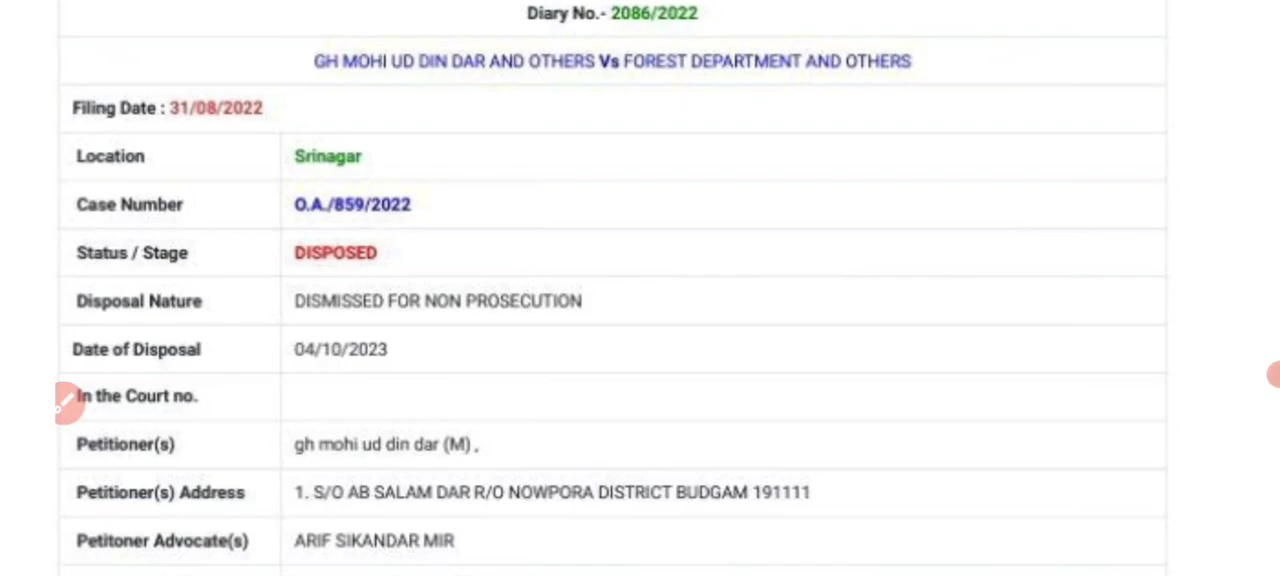 Diary No.- 2086/2022
GH MOHI UD DIN DAR AND OTHERS Vs FOREST DEPARTMENT AND OTHERS
Filing Date : 31/08/2022
Location Srinagar
Case Number O.A./859/2022
Status / Stage DISPOSED
Disposal Nature DISMISSED FOR NON PROSECUTION
Date of Disposal 04/10/2023
In the Court no.
Petitioner(s) gh mohi ud din dar (M) ,
Petitioner(s) Address 1. S/O AB SALAM DAR R/O NOWPORA DISTRICT BUDGAM 191111
Petitoner Advocate(s) ARIF SIKANDAR MIR